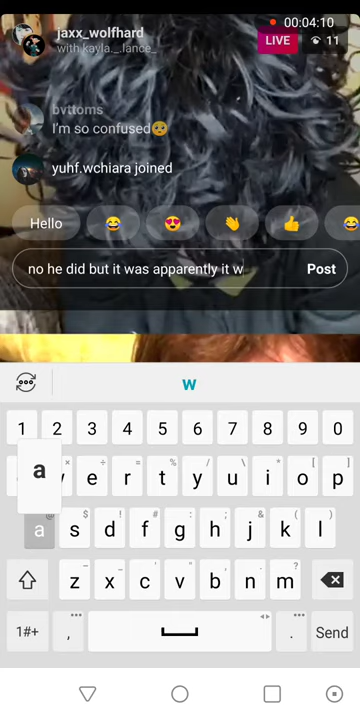 00:04:10
jaxx_wolfhard
with kayla._.lance_
LIVE 11
bvttoms
I'm so confused🥺
yuhf.wchiara joined
Hello 😂 😍 👋 👍 😂
no he did but it was apparently it w Post
w
1 2 3 4 5 6 7 8 9 0
a
e r t y u i o p
a s d f g h j k l
z x c v b n m
1#+ , . Send